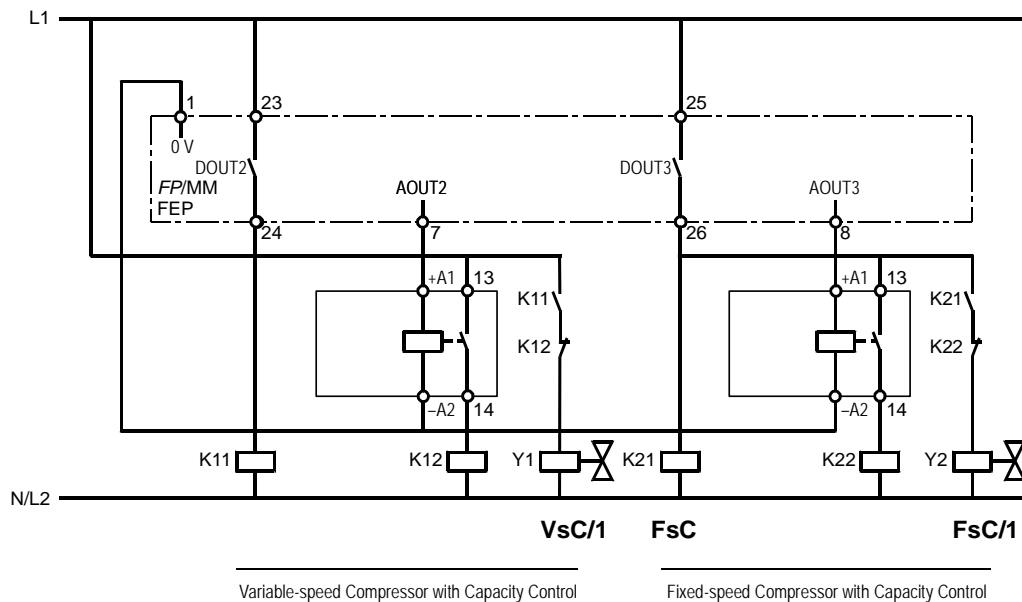 L1
1 23 25
0 V
DOUT2 DOUT3
FP/MM AOUT2 AOUT3
FEP
24 7 26 8
+A1 13 +A1 13
K11 K21
K12 K22
–A2 14 –A2 14
K11 K12 Y1 K21 K22 Y2
N/L2
VsC/1 FsC FsC/1
Variable-speed Compressor with Capacity Control Fixed-speed Compressor with Capacity Control